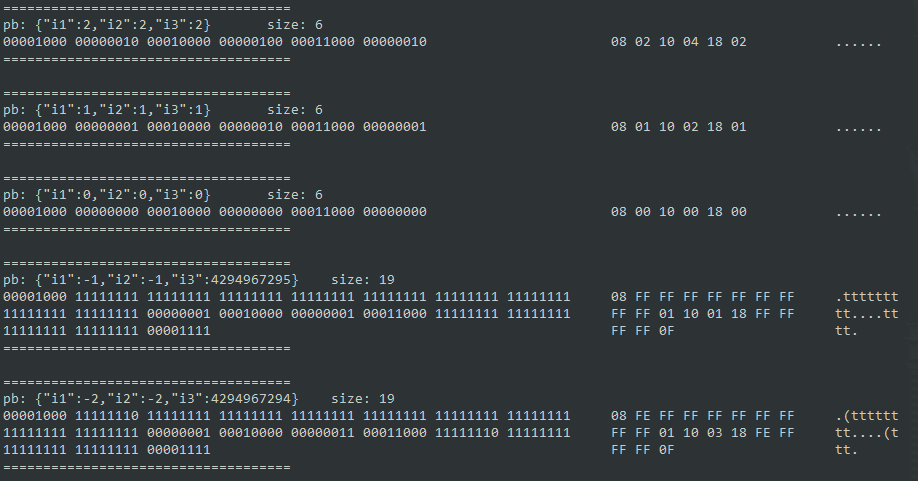 ====================================
pb: {"i1":2,"i2":2,"i3":2}       size: 6
00001000 00000010 00010000 00000100 00011000 00000010                       08 02 10 04 18 02           ......
====================================

====================================
pb: {"i1":1,"i2":1,"i3":1}       size: 6
00001000 00000001 00010000 00000010 00011000 00000001                       08 01 10 02 18 01           ......
====================================

====================================
pb: {"i1":0,"i2":0,"i3":0}       size: 6
00001000 00000000 00010000 00000000 00011000 00000000                       08 00 10 00 18 00           ......
====================================

====================================
pb: {"i1":-1,"i2":-1,"i3":4294967295}    size: 19
00001000 11111111 11111111 11111111 11111111 11111111 11111111 11111111     08 FF FF FF FF FF FF FF     .ttttttt
11111111 11111111 00000001 00010000 00000001 00011000 11111111 11111111     FF FF 01 10 01 18 FF FF     tt....tt
11111111 11111111 00001111                                                  FF FF 0F                    tt.
====================================

====================================
pb: {"i1":-2,"i2":-2,"i3":4294967294}    size: 19
00001000 11111110 11111111 11111111 11111111 11111111 11111111 11111111     08 FE FF FF FF FF FF FF     .(tttttt
11111111 11111111 00000001 00010000 00000011 00011000 11111110 11111111     FF FF 01 10 03 18 FE FF     tt....(t
11111111 11111111 00001111                                                  FF FF 0F                    tt.
====================================